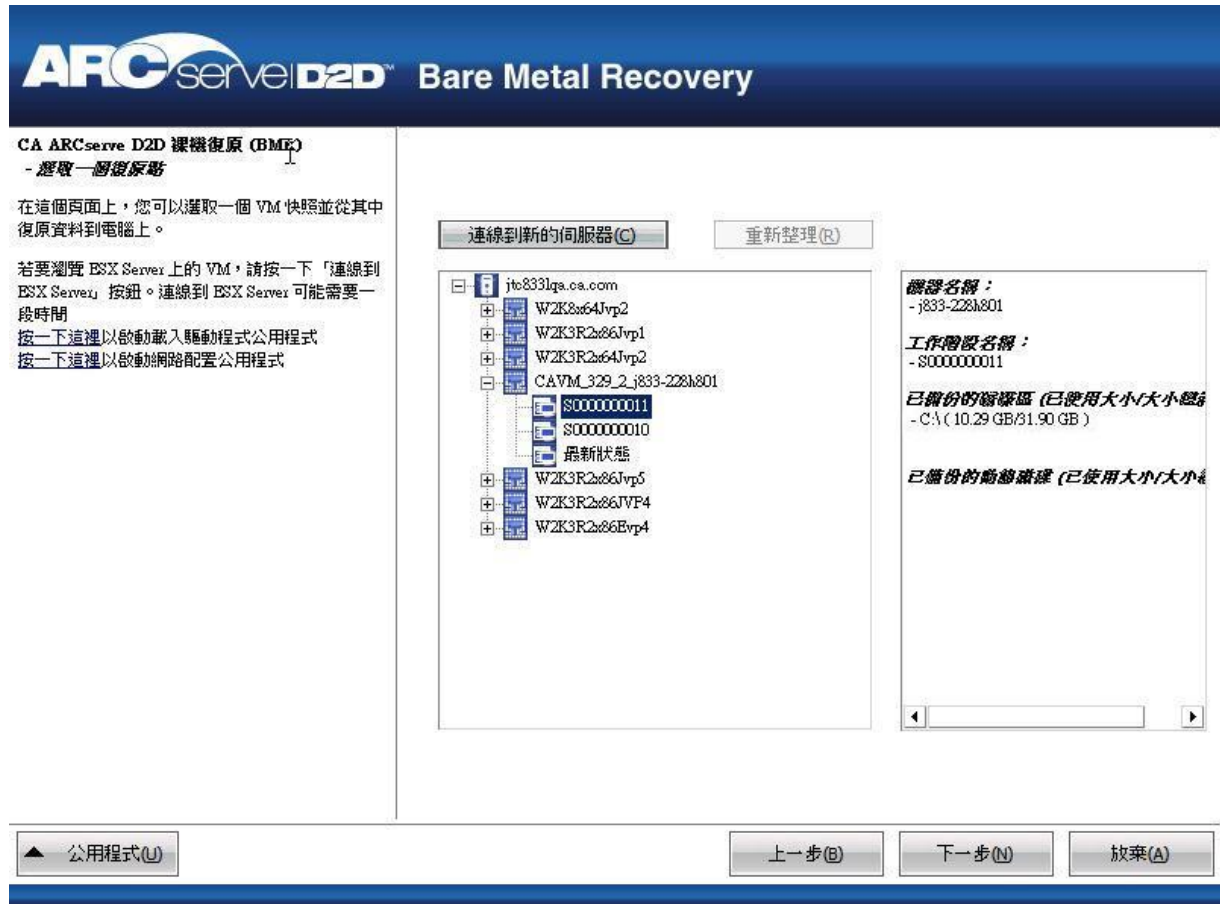 ARCserve D2D™ Bare Metal Recovery
CA ARCserve D2D 裸機復原 (BMR)
- 選取一個復原點
在這個頁面上,您可以選取一個 VM 快照並從其中
復原資料到電腦上。
若要瀏覽 ESX Server 上的 VM,請按一下「連線到
ESX Server」按鈕。連線到 ESX Server 可能需要一
段時間
按一下這裡以啟動載入驅動程式公用程式
按一下這裡以啟動網路配置公用程式
連線到新的伺服器(C)
重新整理(R)
jtc833lqa.ca.com
W2K8x64Jvp2
W2K3R2x86Jvp1
W2K3R2x64Jvp2
CAVM_329_2_j833-228h801
S0000000011
S0000000010
最新狀態
W2K3R2x86Jvp5
W2K3R2x86JVP4
W2K3R2x86Evp4
機器名稱:
- j833-228h801
工作階段名稱:
- S0000000011
已備份的磁碟區 (已使用大小/大小總計
- C:\ ( 10.29 GB/31.90 GB )
已備份的動態磁碟 (已使用大小/大小總
公用程式(U)
上一步(B)
下一步(N)
放棄(A)